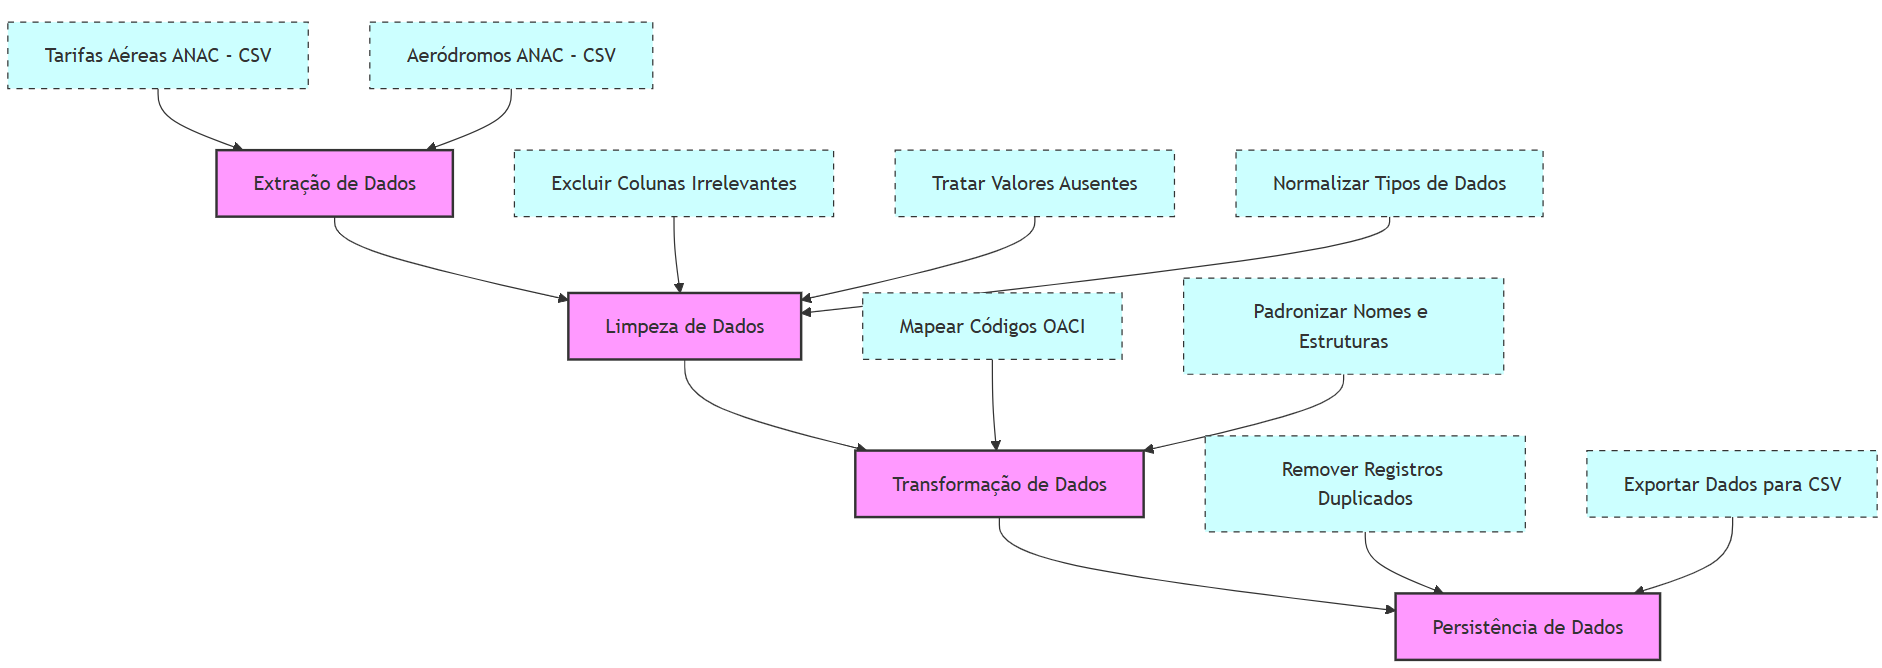 Tarifas Aéreas ANAC - CSV
Aeródromos ANAC - CSV
Extração de Dados
Excluir Colunas Irrelevantes
Tratar Valores Ausentes
Normalizar Tipos de Dados
Limpeza de Dados
Mapear Códigos OACI
Padronizar Nomes e
Estruturas
Transformação de Dados
Remover Registros
Duplicados
Exportar Dados para CSV
Persistência de Dados